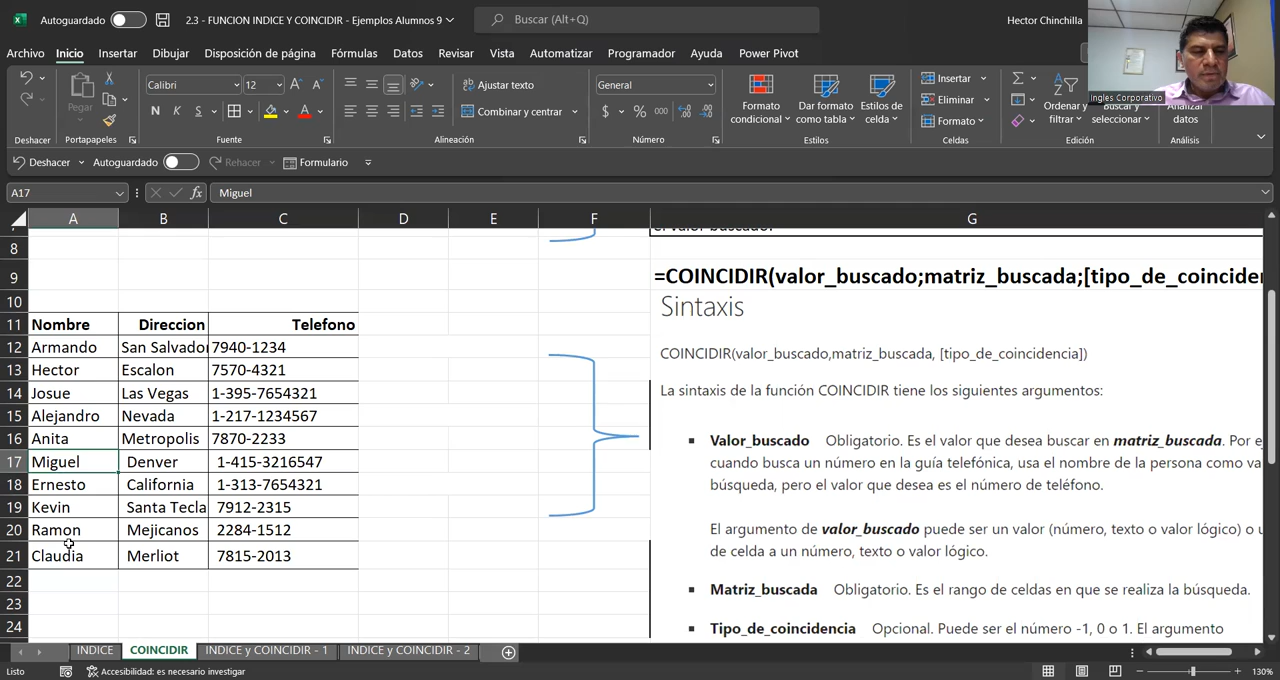 Autoguardado
2.3 - FUNCION INDICE Y COINCIDIR - Ejemplos Alumnos 9
Buscar (Alt+Q)
Hector Chinchilla
Archivo Inicio Insertar Dibujar Disposición de página Fórmulas Datos Revisar Vista Automatizar Programador Ayuda Power Pivot
Pegar
Calibri 12
N K S
Ajustar texto
Combinar y centrar
General
$ % 000
Formato condicional
Dar formato como tabla
Estilos de celda
Insertar
Eliminar
Formato
Ordenar y filtrar
Buscar y seleccionar
Analizar datos
Ingles Corporativo
Deshacer Portapapeles Fuente Alineación Número Estilos Celdas Edición Análisis
Deshacer Autoguardado Rehacer Formulario
A17 fx Miguel
A B C D E F G
el valor buscado.
8
9 =COINCIDIR(valor_buscado;matriz_buscada;[tipo_de_coinciden
10 Sintaxis
11 Nombre Direccion Telefono
12 Armando San Salvador 7940-1234
COINCIDIR(valor_buscado,matriz_buscada, [tipo_de_coincidencia])
13 Hector Escalon 7570-4321
14 Josue Las Vegas 1-395-7654321
La sintaxis de la función COINCIDIR tiene los siguientes argumentos:
15 Alejandro Nevada 1-217-1234567
16 Anita Metropolis 7870-2233
Valor_buscado Obligatorio. Es el valor que desea buscar en matriz_buscada. Por ej
17 Miguel Denver 1-415-3216547
cuando busca un número en la guía telefónica, usa el nombre de la persona como va
18 Ernesto California 1-313-7654321
búsqueda, pero el valor que desea es el número de teléfono.
19 Kevin Santa Tecla 7912-2315
20 Ramon Mejicanos 2284-1512
El argumento de valor_buscado puede ser un valor (número, texto o valor lógico) o u
21 Claudia Merliot 7815-2013
de celda a un número, texto o valor lógico.
22
Matriz_buscada Obligatorio. Es el rango de celdas en que se realiza la búsqueda.
23
24
Tipo_de_coincidencia Opcional. Puede ser el número -1, 0 o 1. El argumento
INDICE COINCIDIR INDICE y COINCIDIR - 1 INDICE y COINCIDIR - 2
Listo Accesibilidad: es necesario investigar 130%